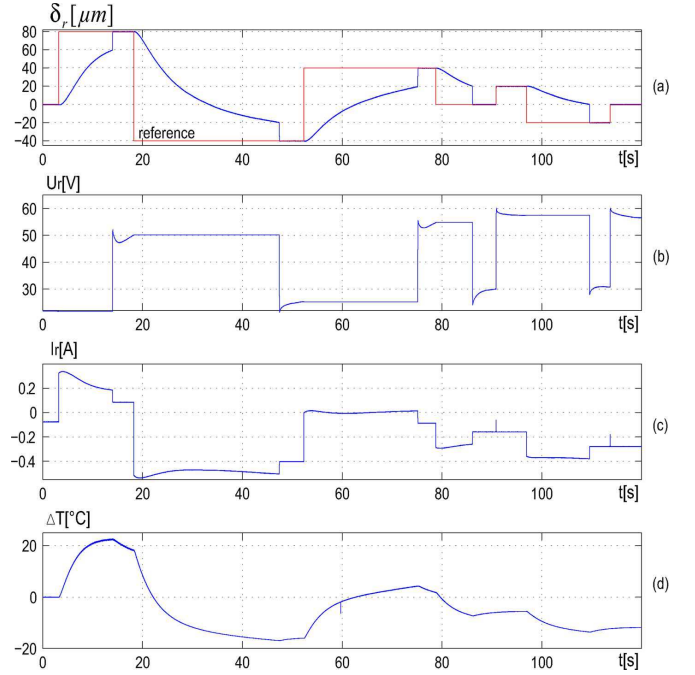 δr[μm]
80
60
40
20
0
−20
−40
reference
(a)
0 20 40 60 80 100 t[s]
Ur[V]
60
50
40
30
(b)
0 20 40 60 80 100 t[s]
Ir[A]
0.2
0
−0.2
−0.4
(c)
0 20 40 60 80 100 t[s]
ΔT[°C]
20
0
−20
(d)
0 20 40 60 80 100 t[s]